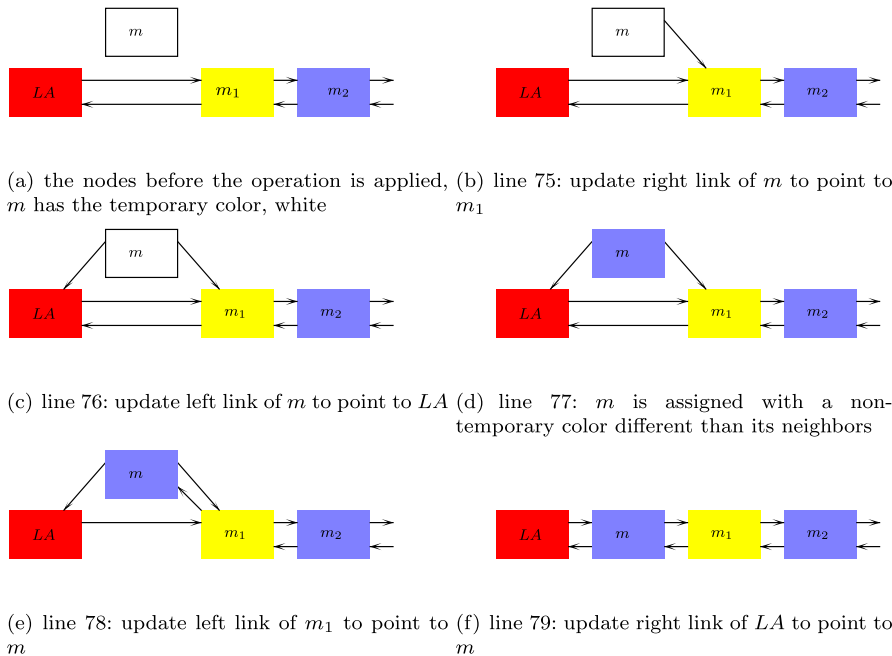 m
LA
m1
m2
(a) the nodes before the operation is applied,
m has the temporary color, white
m
LA
m1
m2
(b) line 75: update right link of m to point to
m1
m
LA
m1
m2
(c) line 76: update left link of m to point to LA
m
LA
m1
m2
(d) line 77: m is assigned with a non-
temporary color different than its neighbors
m
LA
m1
m2
(e) line 78: update left link of m1 to point to
m
LA
m
m1
m2
(f) line 79: update right link of LA to point to
m